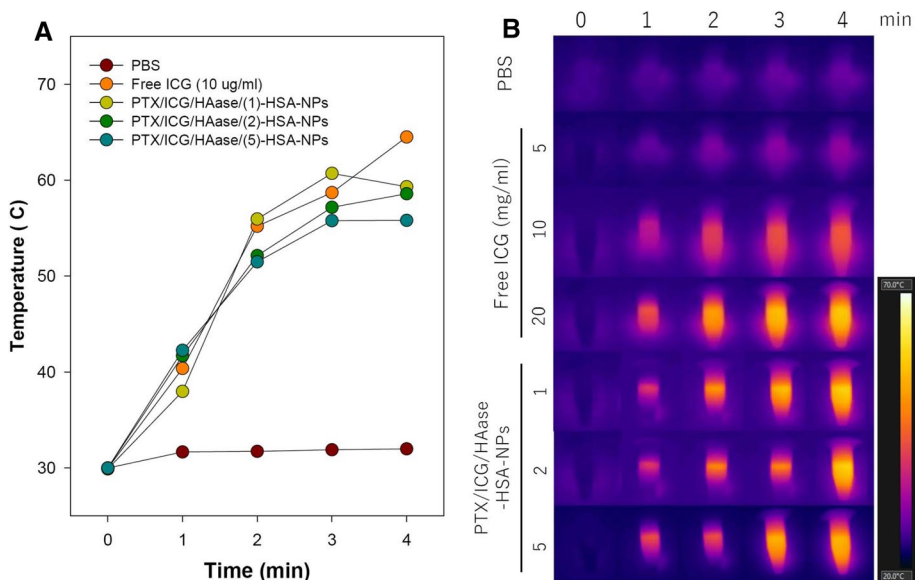 A
Temperature ( C)
70
60
50
40
30
PBS
Free ICG (10 ug/ml)
PTX/ICG/HAase/(1)-HSA-NPs
PTX/ICG/HAase/(2)-HSA-NPs
PTX/ICG/HAase/(5)-HSA-NPs
0 1 2 3 4
Time (min)
B
0 1 2 3 4 min
PBS
Free ICG (mg/ml)
5
10
20
PTX/ICG/HAase
-HSA-NPs
1
2
5
70.0°C
20.0°C